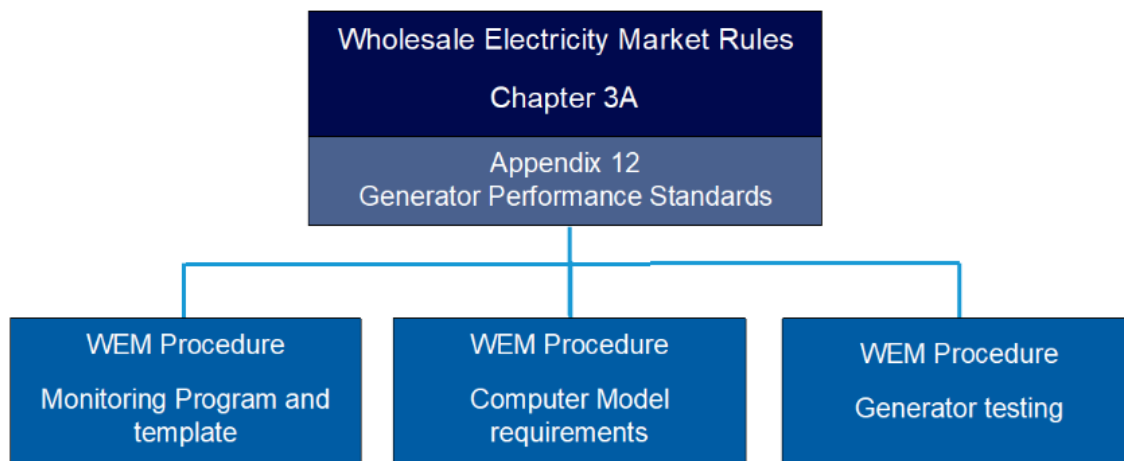 Wholesale Electricity Market Rules
Chapter 3A
Appendix 12
Generator Performance Standards
WEM Procedure
Monitoring Program and
template
WEM Procedure
Computer Model
requirements
WEM Procedure
Generator testing